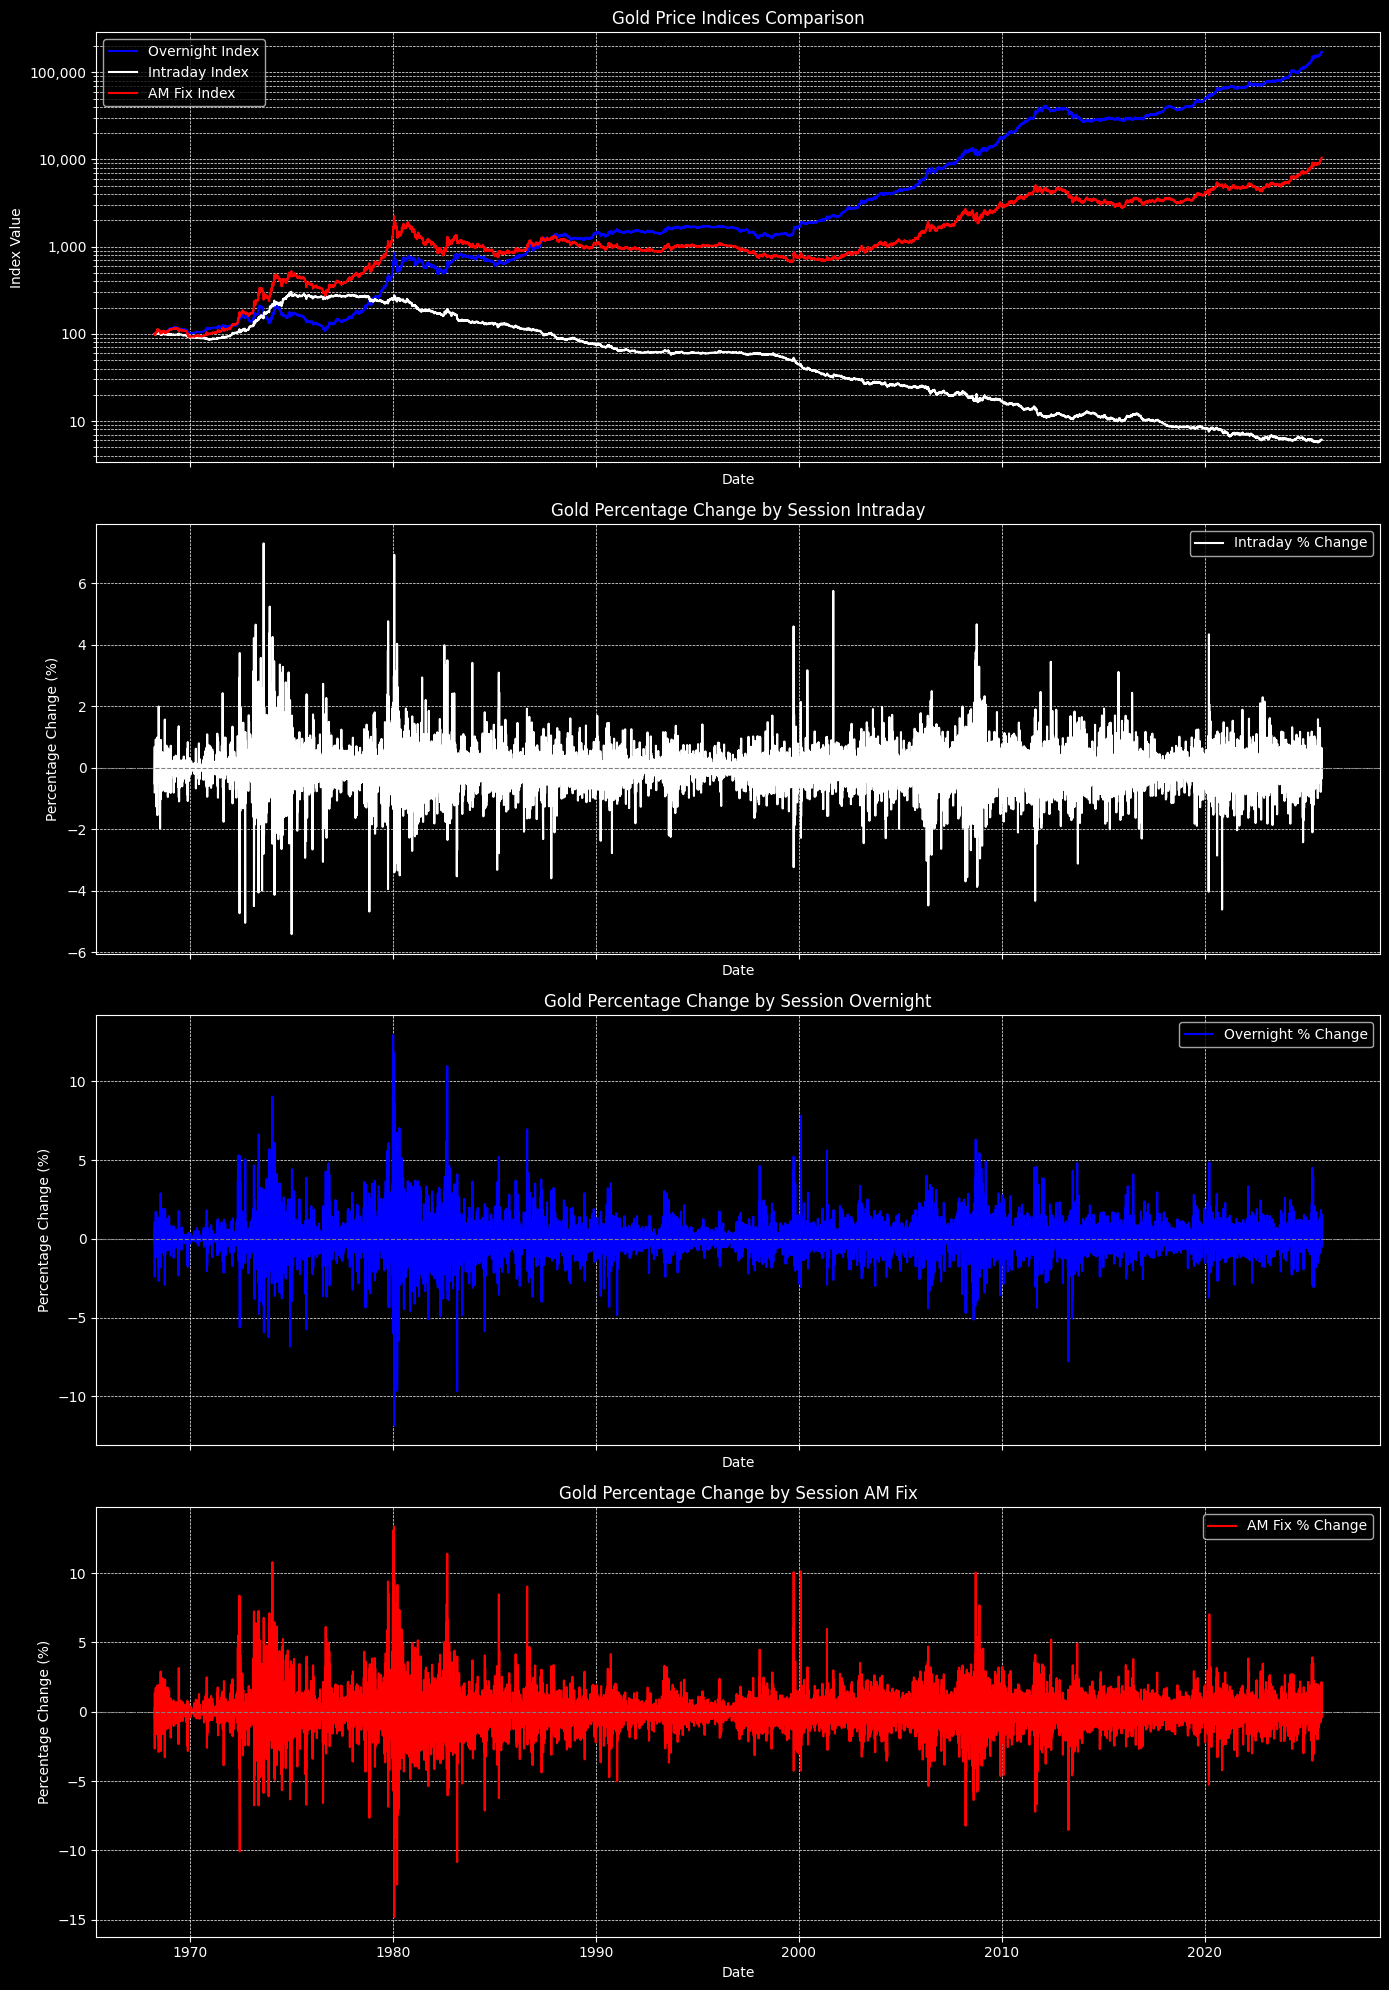 Gold Price Indices Comparison
Overnight Index
Intraday Index
AM Fix Index
100,000
10,000
1,000
100
10
Index Value
Date
Gold Percentage Change by Session Intraday
Intraday % Change
6
4
2
0
−2
−4
−6
Percentage Change (%)
Date
Gold Percentage Change by Session Overnight
Overnight % Change
10
5
0
−5
−10
Percentage Change (%)
Date
Gold Percentage Change by Session AM Fix
AM Fix % Change
10
5
0
−5
−10
−15
Percentage Change (%)
1970 1980 1990 2000 2010 2020
Date